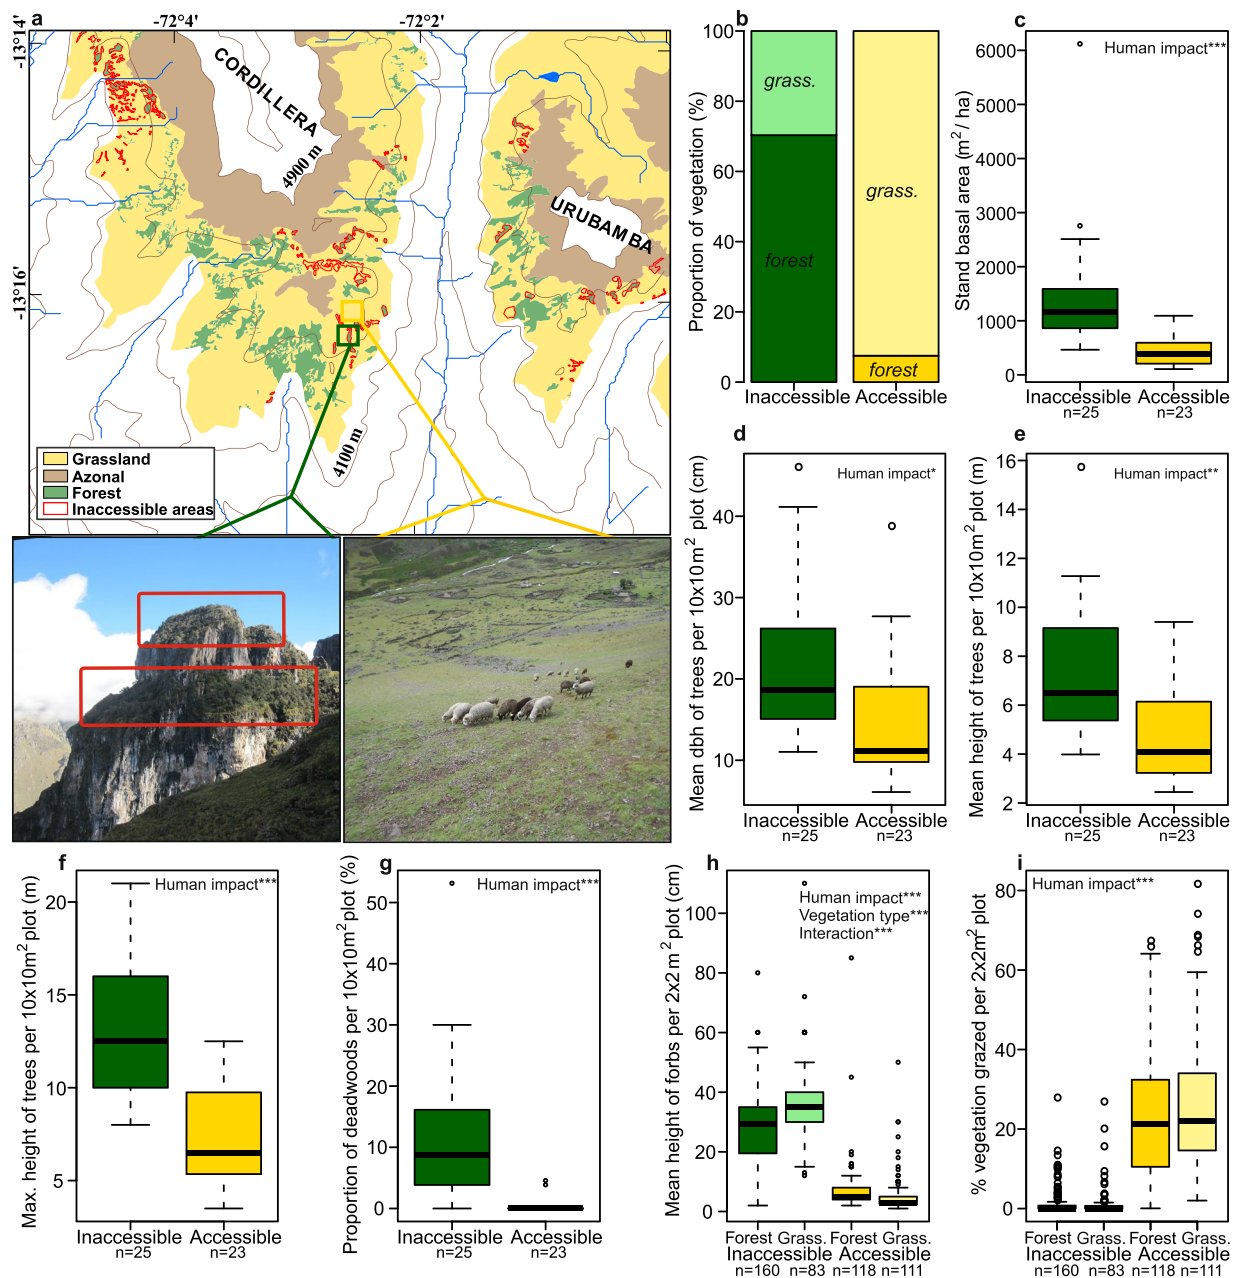 a
-72°4'
-72°2'
-13°14'
-13°16'
CORDILLERA
4900 m
URUBAMBA
4100 m
Grassland
Azonal
Forest
Inaccessible areas
b
Proportion of vegetation (%)
100
80
60
40
20
0
grass.
forest
grass.
forest
Inaccessible Accessible
c
Stand basal area (m²/ ha)
6000
5000
4000
3000
2000
1000
0
Human impact***
Inaccessible Accessible
n=25 n=23
d
Mean dbh of trees per 10x10m² plot (cm)
40
30
20
10
Human impact*
Inaccessible Accessible
n=25 n=23
e
Mean height of trees per 10x10m² plot (m)
16
14
12
10
8
6
4
2
Human impact**
Inaccessible Accessible
n=25 n=23
f
Max. height of trees per 10x10m² plot (m)
20
15
10
5
Human impact***
Inaccessible Accessible
n=25 n=23
g
Proportion of deadwoods per 10x10m² plot (%)
50
40
30
20
10
0
Human impact***
Inaccessible Accessible
n=25 n=23
h
Mean height of forbs per 2x2 m² plot (cm)
100
80
60
40
20
0
Human impact***
Vegetation type***
Interaction***
Forest Grass. Forest Grass.
Inaccessible Accessible
n=160 n=83 n=118 n=111
i
% vegetation grazed per 2x2m² plot
80
60
40
20
0
Human impact***
Forest Grass. Forest Grass.
Inaccessible Accessible
n=160 n=83 n=118 n=111